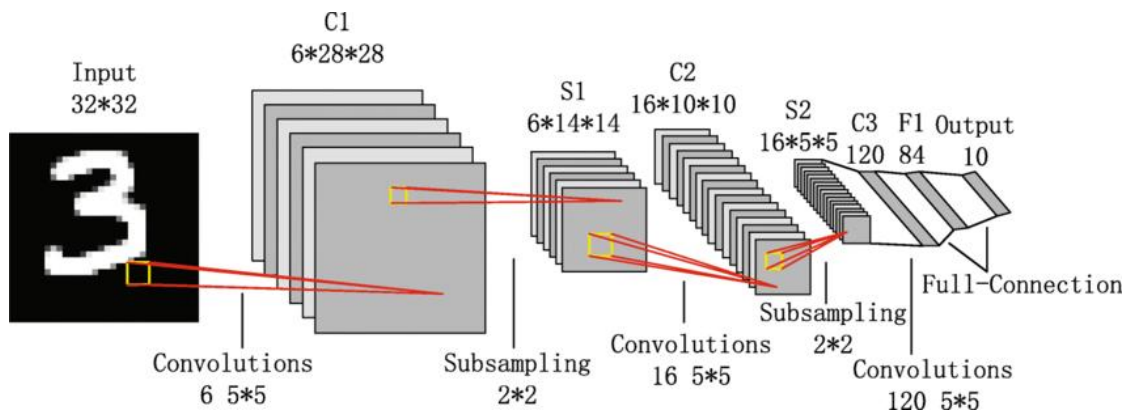 Input
32*32
C1
6*28*28
S1
6*14*14
C2
16*10*10
S2
16*5*5
C3
120
F1
84
Output
10
3
Convolutions
6 5*5
Subsampling
2*2
Convolutions
16 5*5
Subsampling
2*2
Convolutions
120 5*5
Full-Connection